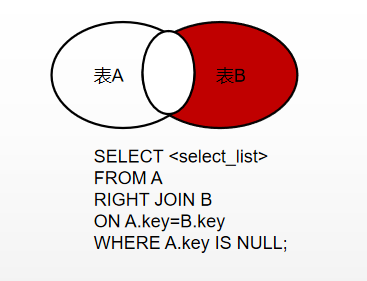 表A
表B
SELECT <select_list>
FROM A
RIGHT JOIN B
ON A.key=B.key
WHERE A.key IS NULL;